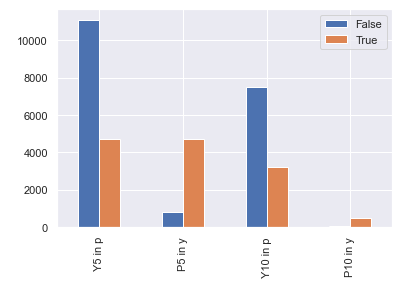 False
True
10000
8000
6000
4000
2000
0
Y5 in p
P5 in y
Y10 in p
P10 in y